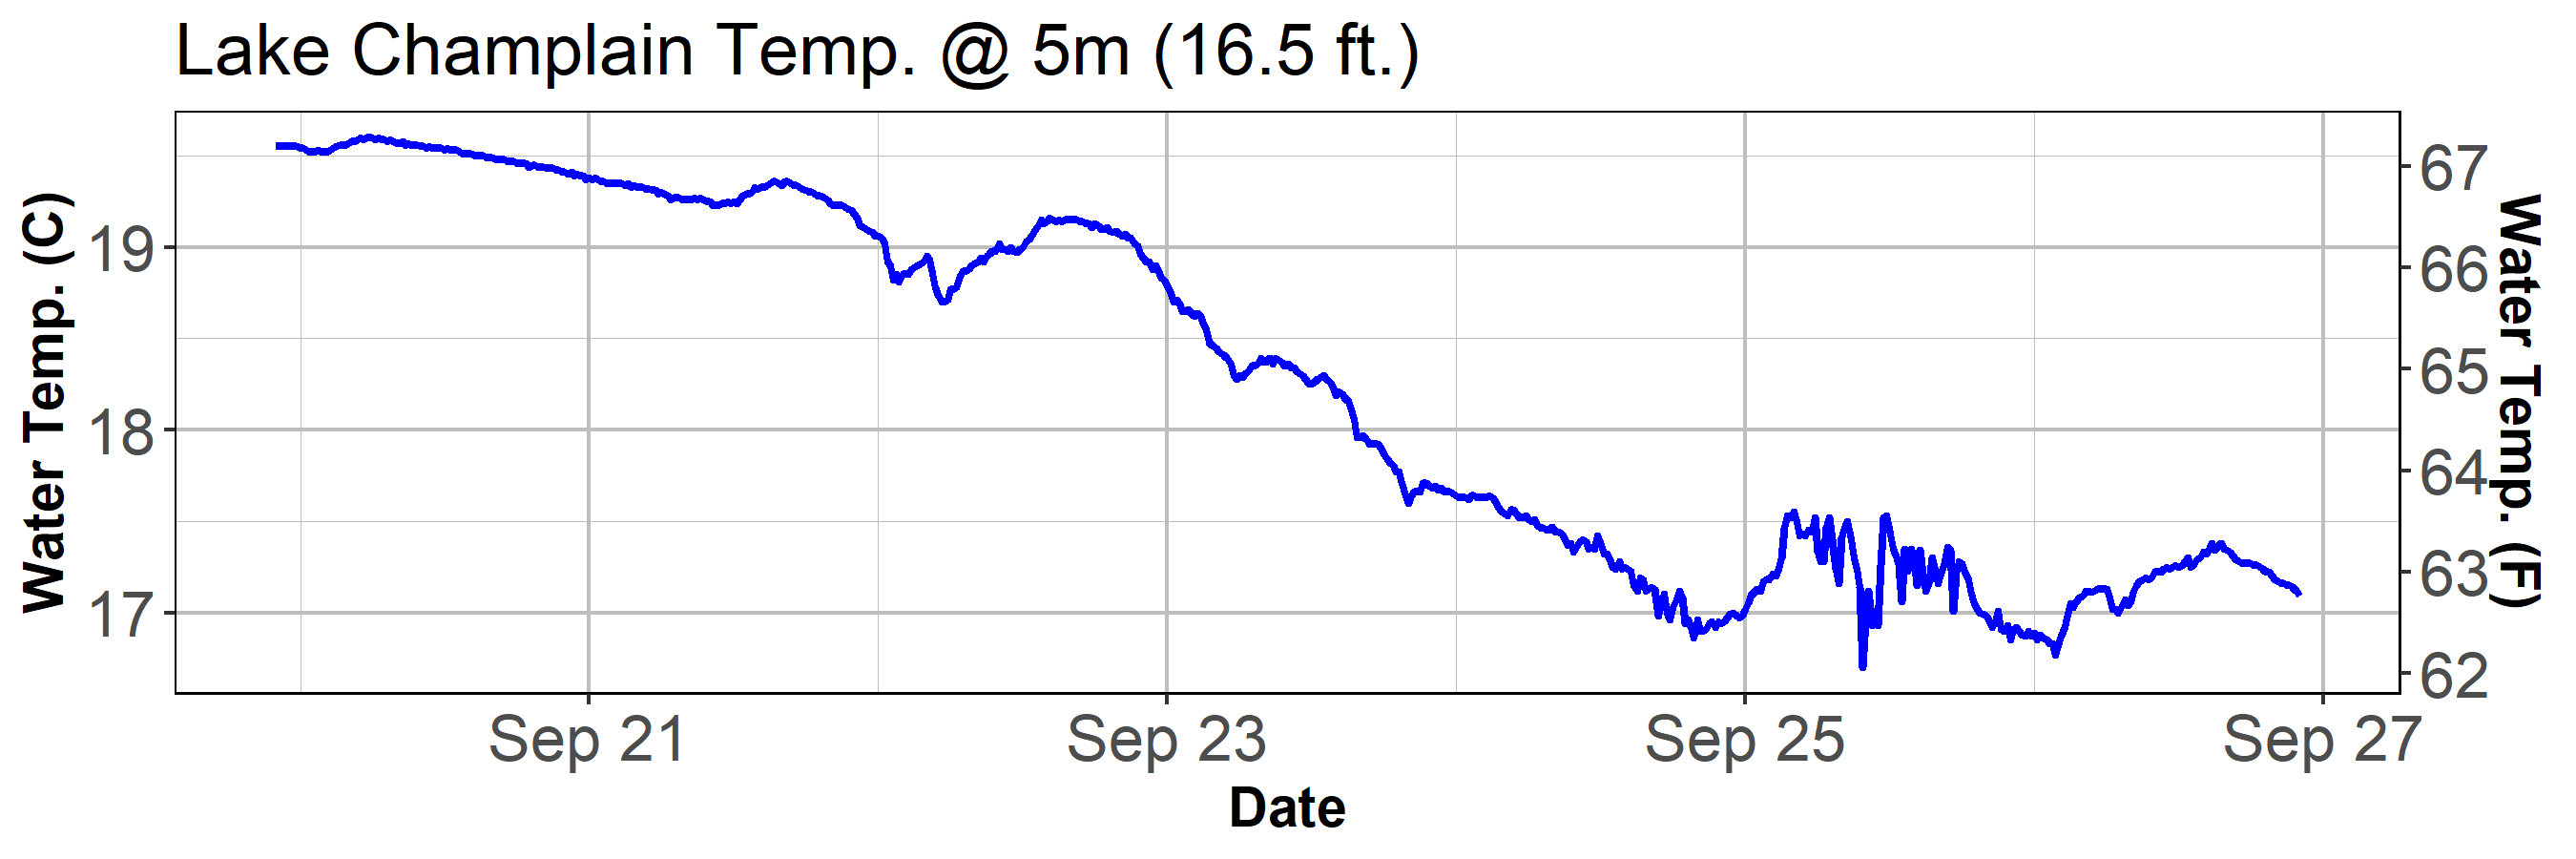 Lake Champlain Temp. @ 5m (16.5 ft.)
Water Temp. (C)
19
18
17
67
66
65
64
63
62
Water Temp. (F)
Sep 21
Sep 23
Sep 25
Sep 27
Date